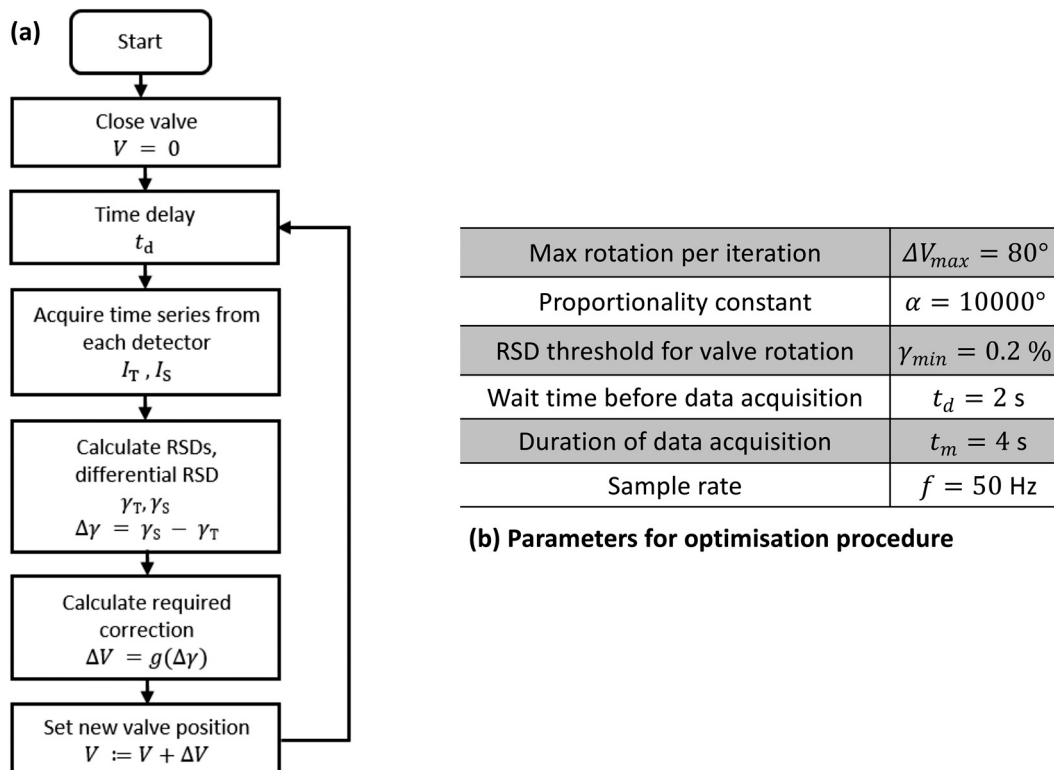 (a)
Start
Close valve
V = 0
Time delay
t_d
Acquire time series from
each detector
I_T , I_S
Calculate RSDs,
differential RSD
γ_T, γ_S
Δγ = γ_S − γ_T
Calculate required
correction
ΔV = g(Δγ)
Set new valve position
V := V + ΔV
Max rotation per iteration ΔV_max = 80°
Proportionality constant α = 10000°
RSD threshold for valve rotation γ_min = 0.2 %
Wait time before data acquisition t_d = 2 s
Duration of data acquisition t_m = 4 s
Sample rate f = 50 Hz
(b) Parameters for optimisation procedure